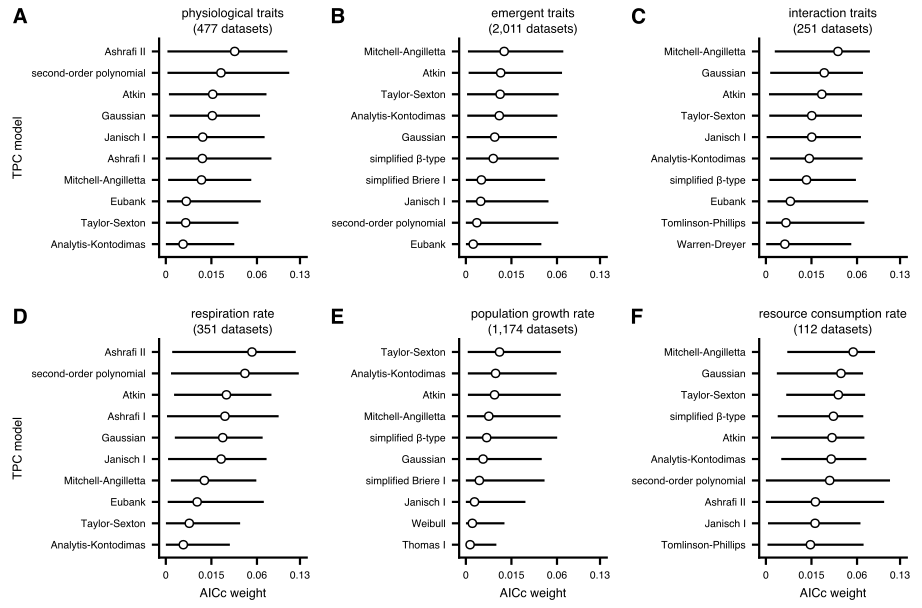 A
physiological traits
(477 datasets)
TPC model
Ashrafi II
second-order polynomial
Atkin
Gaussian
Janisch I
Ashrafi I
Mitchell-Angilletta
Eubank
Taylor-Sexton
Analytis-Kontodimas
0 0.015 0.06 0.13
B
emergent traits
(2,011 datasets)
Mitchell-Angilletta
Atkin
Taylor-Sexton
Analytis-Kontodimas
Gaussian
simplified β-type
simplified Briere I
Janisch I
second-order polynomial
Eubank
0 0.015 0.06 0.13
C
interaction traits
(251 datasets)
Mitchell-Angilletta
Gaussian
Atkin
Taylor-Sexton
Janisch I
Analytis-Kontodimas
simplified β-type
Eubank
Tomlinson-Phillips
Warren-Dreyer
0 0.015 0.06 0.13
D
respiration rate
(351 datasets)
TPC model
Ashrafi II
second-order polynomial
Atkin
Ashrafi I
Gaussian
Janisch I
Mitchell-Angilletta
Eubank
Taylor-Sexton
Analytis-Kontodimas
0 0.015 0.06 0.13
AICc weight
E
population growth rate
(1,174 datasets)
Taylor-Sexton
Analytis-Kontodimas
Atkin
Mitchell-Angilletta
simplified β-type
Gaussian
simplified Briere I
Janisch I
Weibull
Thomas I
0 0.015 0.06 0.13
AICc weight
F
resource consumption rate
(112 datasets)
Mitchell-Angilletta
Gaussian
Taylor-Sexton
simplified β-type
Atkin
Analytis-Kontodimas
second-order polynomial
Ashrafi II
Janisch I
Tomlinson-Phillips
0 0.015 0.06 0.13
AICc weight